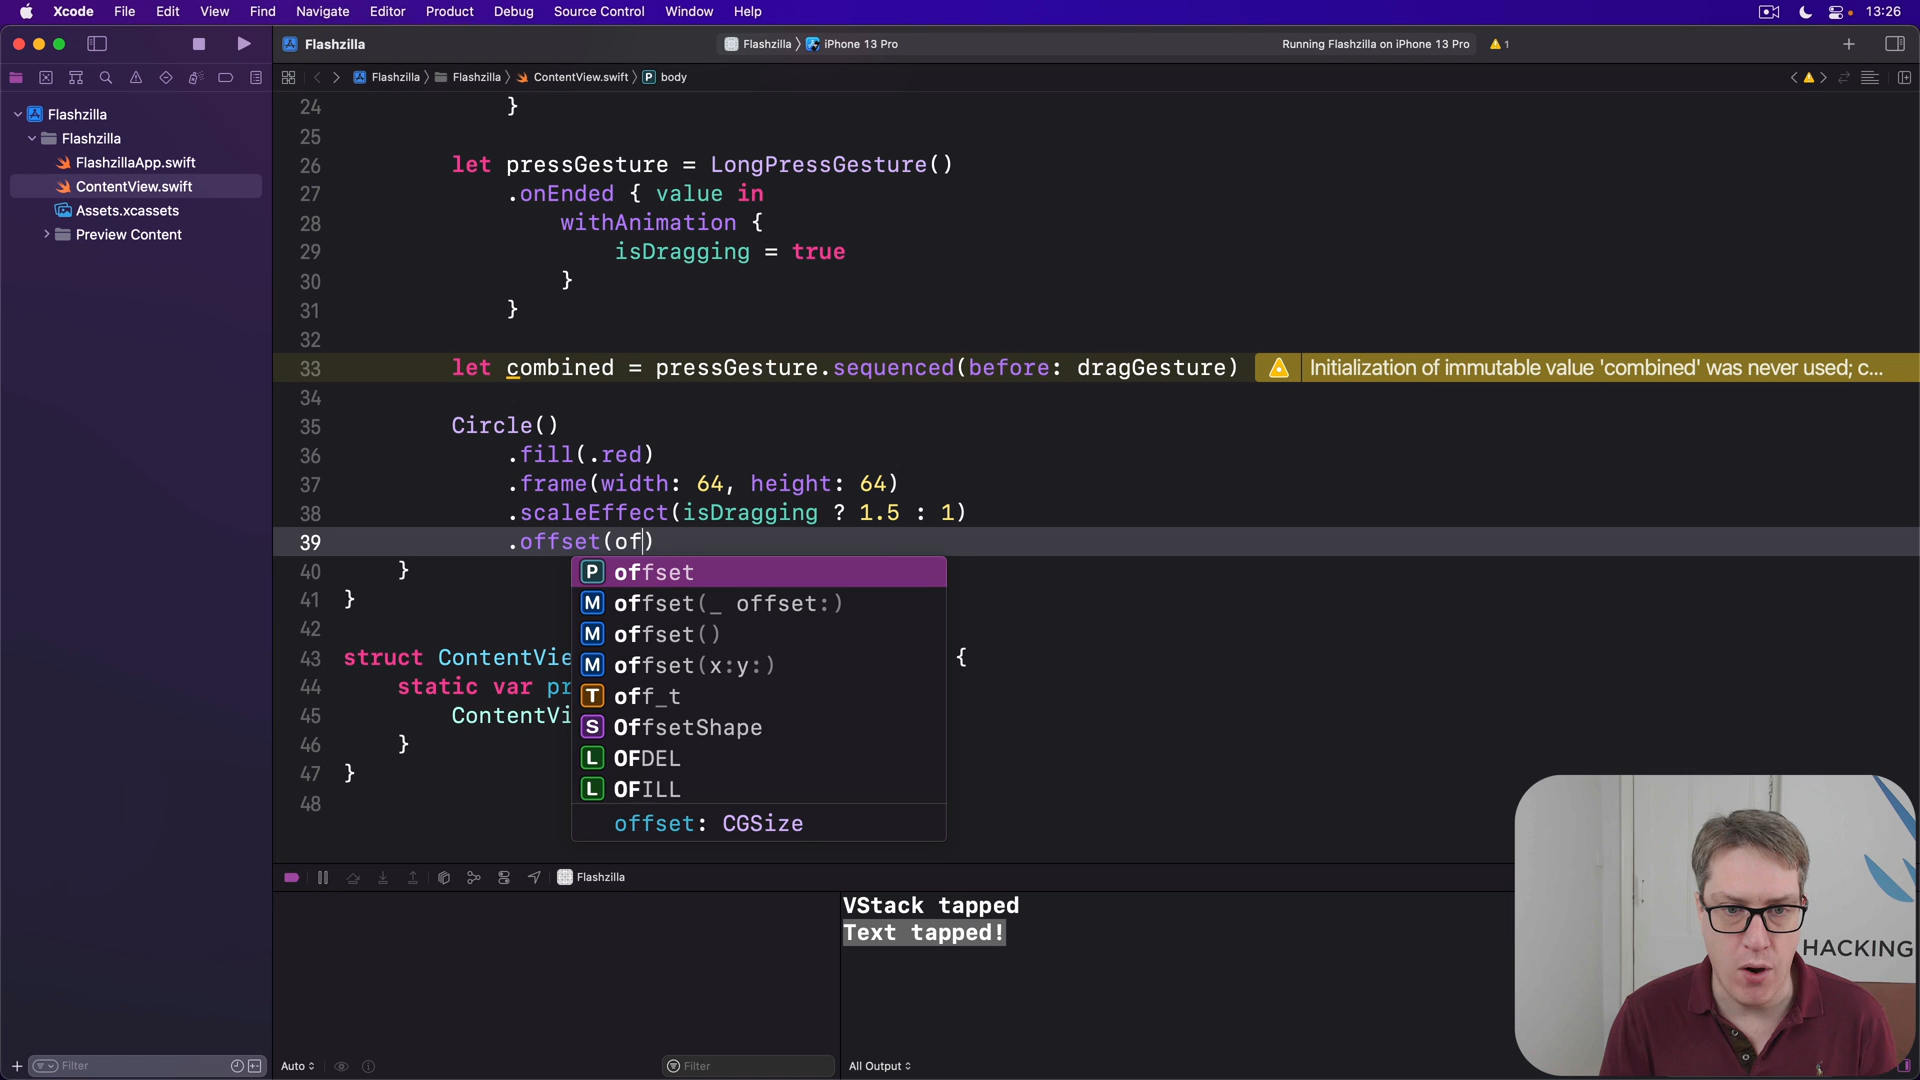 Xcode File Edit View Find Navigate Editor Product Debug Source Control Window Help 13:26
Flashzilla Flashzilla iPhone 13 Pro Running Flashzilla on iPhone 13 Pro 1
Flashzilla Flashzilla ContentView.swift body
Flashzilla
Flashzilla
FlashzillaApp.swift
ContentView.swift
Assets.xcassets
Preview Content
24 }
25
26 let pressGesture = LongPressGesture()
27 .onEnded { value in
28 withAnimation {
29 isDragging = true
30 }
31 }
32
33 let combined = pressGesture.sequenced(before: dragGesture) Initialization of immutable value 'combined' was never used; c...
34
35 Circle()
36 .fill(.red)
37 .frame(width: 64, height: 64)
38 .scaleEffect(isDragging ? 1.5 : 1)
39 .offset(of)
40 }
41 }
42
43 struct ContentVie {
44 static var pr
45 ContentVi
46 }
47 }
48
P offset
M offset(_ offset:)
M offset()
M offset(x:y:)
T off_t
S OffsetShape
L OFDEL
L OFILL
offset: CGSize
Flashzilla
VStack tapped
Text tapped!
HACKING
Filter Auto Filter All Output